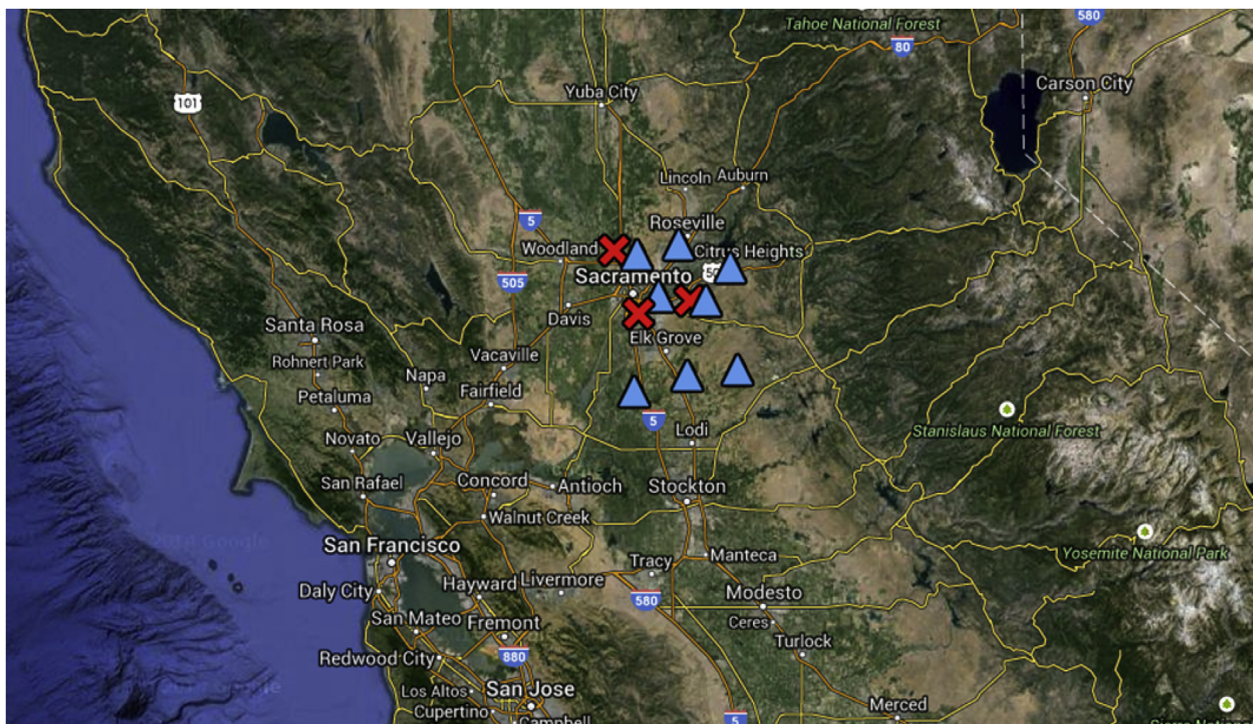 Tahoe National Forest
580
80
Carson City
101
Yuba City
Lincoln
Auburn
5
Roseville
Woodland
Citrus Heights
Sacramento
505
Davis
Elk Grove
Santa Rosa
Rohnert Park
Vacaville
Napa
Petaluma
Fairfield
5
Stanislaus National Forest
Novato
Vallejo
Lodi
San Rafael
Concord
Antioch
Stockton
Walnut Creek
San Francisco
Yosemite National Park
Tracy
Manteca
Daly City
Hayward
Livermore
580
Modesto
San Mateo
Fremont
Ceres
Turlock
Redwood City
880
Los Altos
San Jose
Merced
Cupertino
Campbell
5